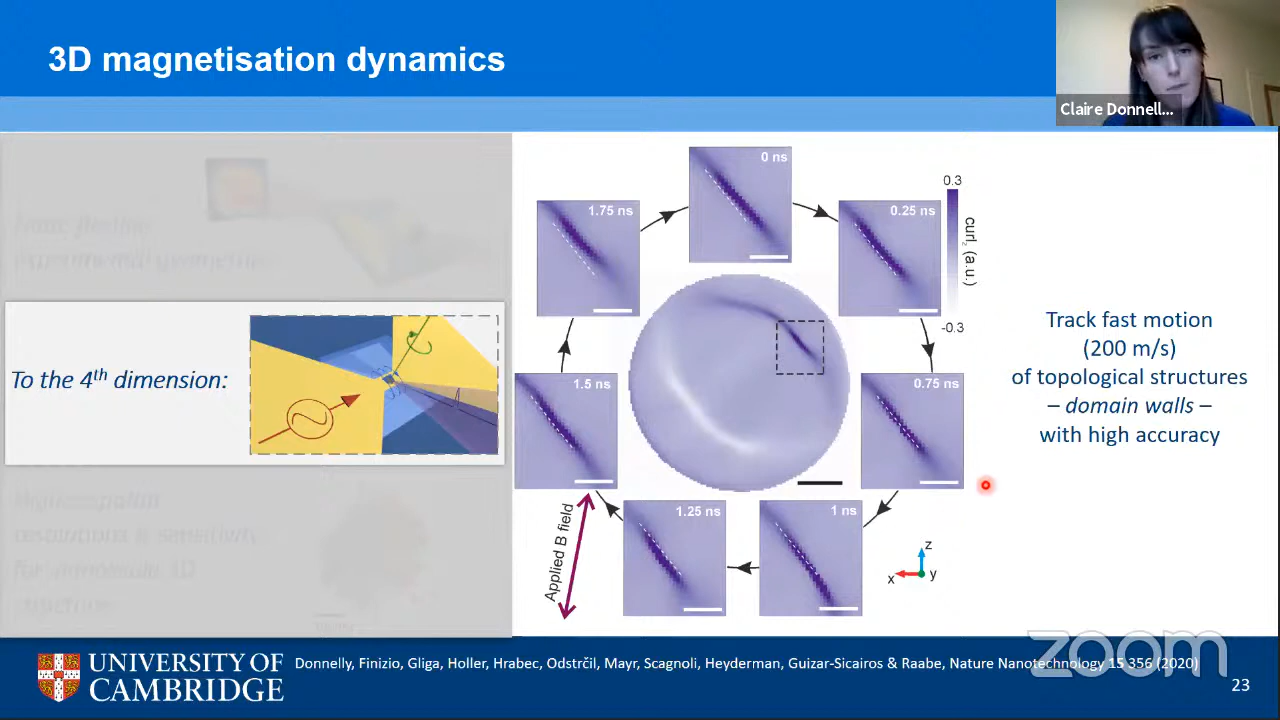 3D magnetisation dynamics
Claire Donnell...
To the 4th dimension:
0 ns
0.25 ns
0.75 ns
1 ns
1.25 ns
1.5 ns
1.75 ns
0.3
curlz (a.u.)
-0.3
Applied B field
z
x
y
Track fast motion
(200 m/s)
of topological structures
– domain walls –
with high accuracy
UNIVERSITY OF
CAMBRIDGE
Donnelly, Finizio, Gliga, Holler, Hrabec, Odstrčil, Mayr, Scagnoli, Heyderman, Guizar-Sicairos & Raabe, Nature Nanotechnology 15 356 (2020)
zoom
23